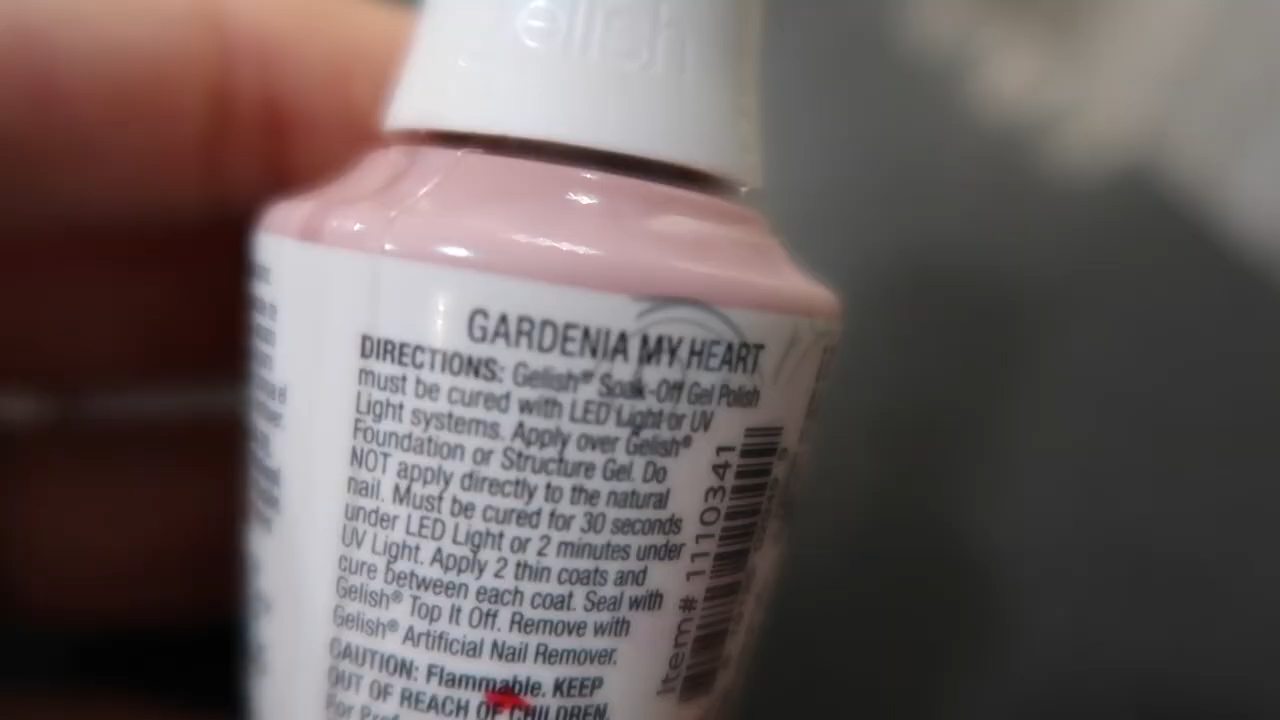 elish
GARDENIA MY HEART
DIRECTIONS: Gelish® Soak-Off Gel Polish
must be cured with LED Light or UV
Light systems. Apply over Gelish®
Foundation or Structure Gel. Do
NOT apply directly to the natural
nail. Must be cured for 30 seconds
under LED Light or 2 minutes under
UV Light. Apply 2 thin coats and
cure between each coat. Seal with
Gelish® Top It Off. Remove with
Gelish® Artificial Nail Remover.
CAUTION: Flammable. KEEP
OUT OF REACH OF CHILDREN.
For
Item# 1110341